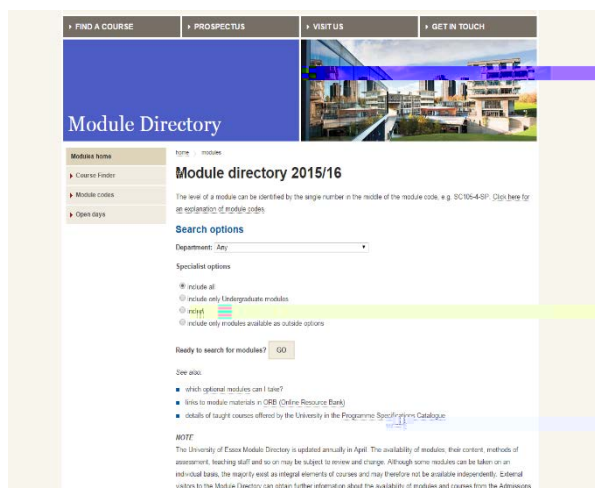 FIND A COURSE
PROSPECTUS
VISIT US
GET IN TOUCH
Module Directory
Modules home
Course Finder
Module codes
Open days
home modules
Module directory 2015/16
The level of a module can be identified by the single number in the middle of the module code, e.g. SC105-4-SP. Click here for
an explanation of module codes.
Search options
Department: Any
Specialist options
include all
include only Undergraduate modules
include only modules available as outside options
Ready to search for modules? GO
See also:
which optional modules can I take?
links to module materials in ORB (Online Resource Bank)
details of taught courses offered by the University in the Programme Specifications Catalogue
NOTE
The University of Essex Module Directory is updated annually in April. The availability of modules, their content, methods of
assessment, teaching staff and so on may be subject to review and change. Although some modules can be taken on an
individual basis, the majority exist as integral elements of courses and may therefore not be available independently. External
visitors to the Module Directory can obtain further information about the availability of modules and courses from the Admissions